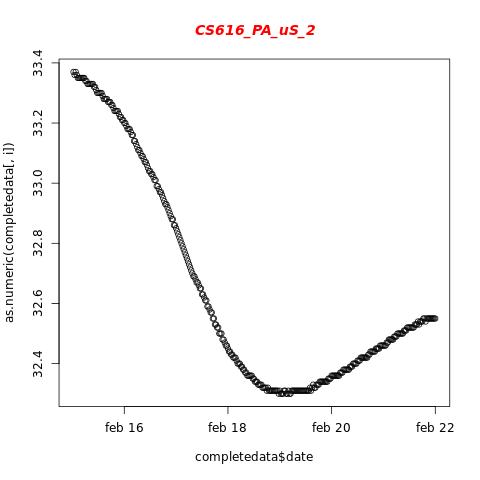 CS616_PA_uS_2
as.numeric(completedata[, i])
33.4
33.2
33.0
32.8
32.6
32.4
feb 16
feb 18
feb 20
feb 22
completedata$date